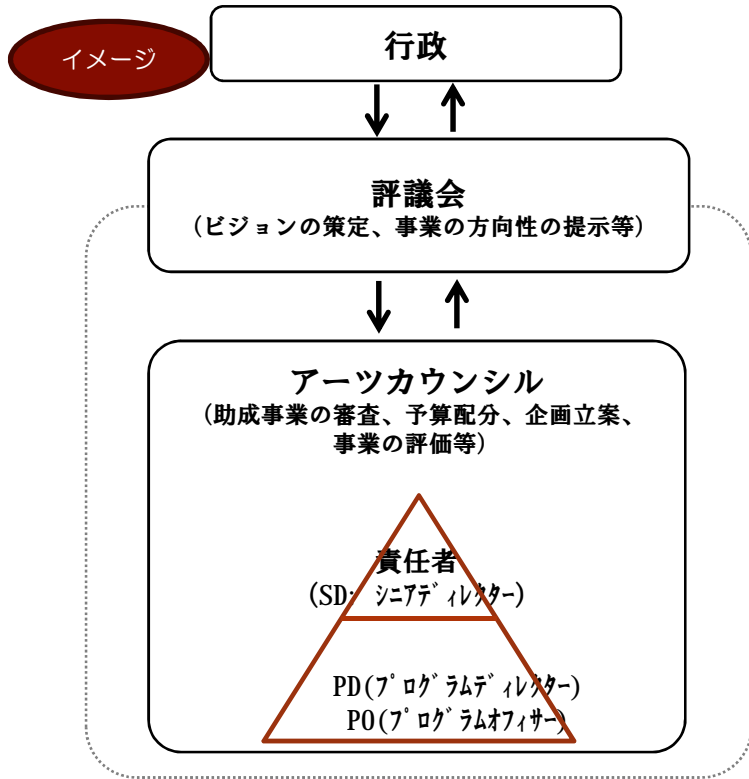 イメージ
行政
評議会
(ビジョンの策定、事業の方向性の提示等)
アーツカウンシル
(助成事業の審査、予算配分、企画立案、
事業の評価等)
責任者
(SD: ｼﾆｱﾃﾞｨﾚｸﾀｰ)
PD(ﾌﾟﾛｸﾞﾗﾑﾃﾞｨﾚｸﾀｰ)
PO(ﾌﾟﾛｸﾞﾗﾑｵﾌｨｻｰ)